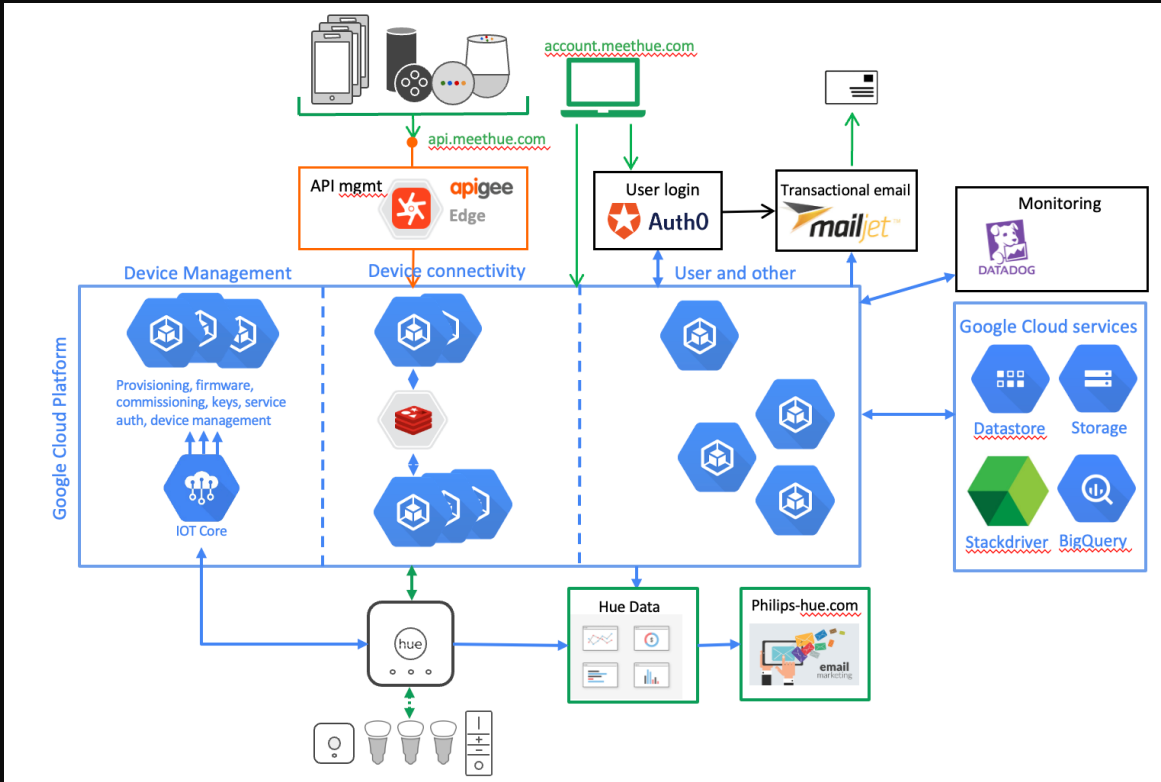 account.meethue.com
api.meethue.com
API mgmt
apigee
Edge
User login
Auth0
Transactional email
mailjet™
Monitoring
DATADOG
Device Management
Device connectivity
User and other
Google Cloud Platform
Provisioning, firmware,
commissioning, keys, service
auth, device management
IOT Core
Google Cloud services
Datastore
Storage
Stackdriver
BigQuery
hue
Hue Data
Philips-hue.com
email
marketing